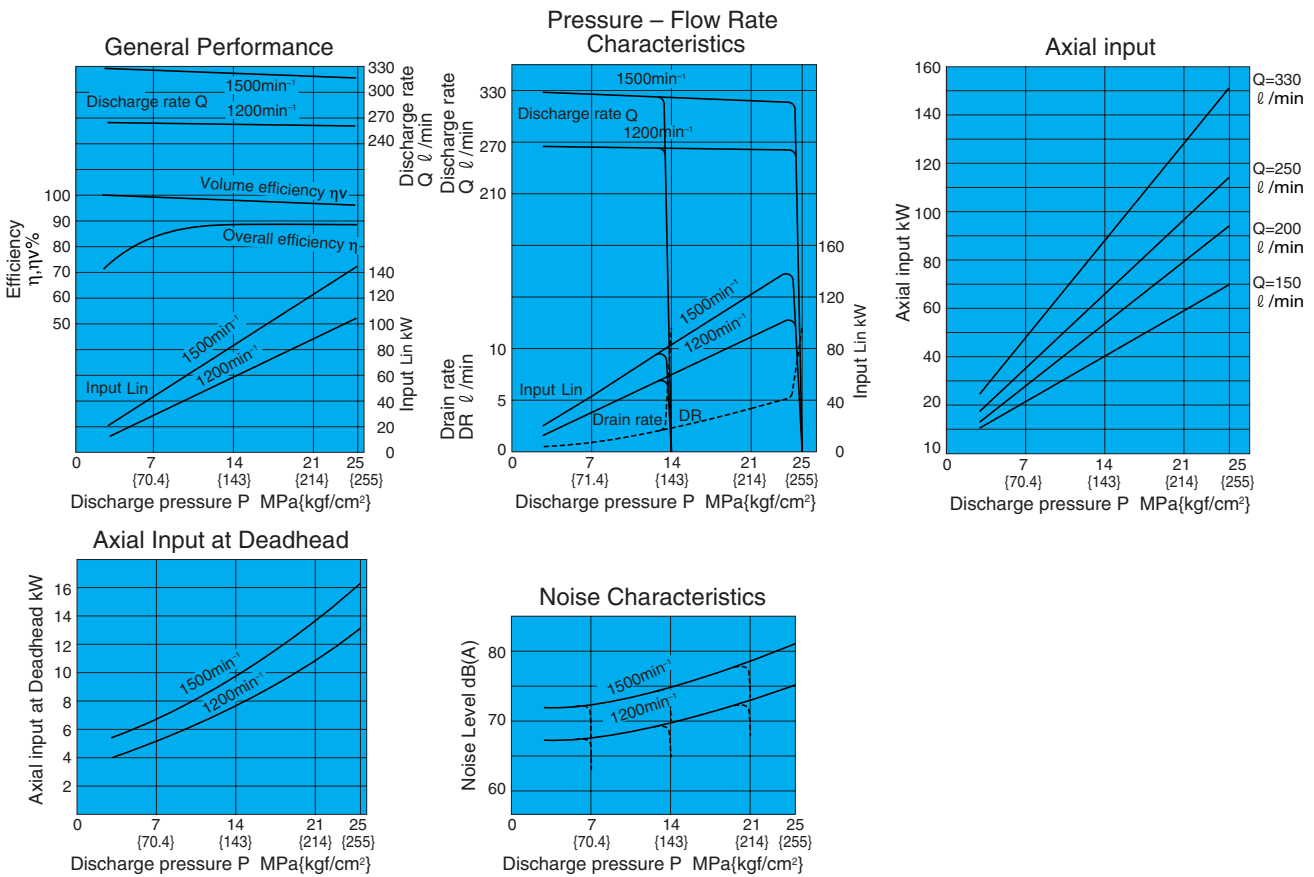 General Performance
330
300
270
240
Discharge rate
Q ℓ/min
1500min⁻¹
Discharge rate Q
1200min⁻¹
Volume efficiency ηv
Overall efficiency η
100
90
80
70
60
50
Efficiency
η,ηv%
140
120
100
80
60
40
20
0
Input Lin kW
1500min⁻¹
1200min⁻¹
Input Lin
0 7 14 21 25
{70.4} {143} {214} {255}
Discharge pressure P MPa{kgf/cm²}
Pressure – Flow Rate
Characteristics
330
270
210
Discharge rate
Q ℓ/min
1500min⁻¹
Discharge rate Q
1200min⁻¹
160
120
80
40
0
Input Lin kW
10
5
0
Drain rate
DR ℓ/min
1500min⁻¹
1200min⁻¹
Input Lin
Drain rate DR
0 7 14 21 25
{71.4} {143} {214} {255}
Discharge pressure P MPa{kgf/cm²}
Axial input
160
140
120
100
80
60
40
20
10
Axial input kW
Q=330
ℓ/min
Q=250
ℓ/min
Q=200
ℓ/min
Q=150
ℓ/min
0 7 14 21 25
{70.4} {143} {214} {255}
Discharge pressure P MPa{kgf/cm²}
Axial Input at Deadhead
16
14
12
10
8
6
4
2
Axial input at Deadhead kW
1500min⁻¹
1200min⁻¹
0 7 14 21 25
{70.4} {143} {214} {255}
Discharge pressure P MPa{kgf/cm²}
Noise Characteristics
80
70
60
Noise Level dB(A)
1500min⁻¹
1200min⁻¹
0 7 14 21 25
{70.4} {143} {214} {255}
Discharge pressure P MPa{kgf/cm²}